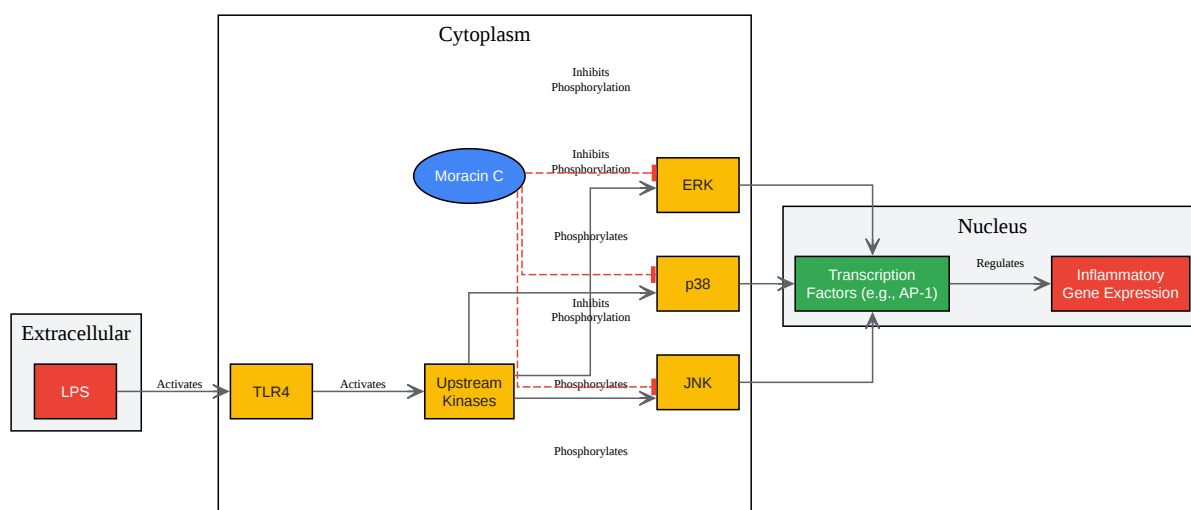 Cytoplasm
Inhibits
Phosphorylation
Inhibits
Phosphorylation
Moracin C
ERK
Nucleus
Phosphorylates
Regulates
Transcription
Factors (e.g., AP-1)
Inflammatory
Gene Expression
p38
Inhibits
Phosphorylation
Extracellular
LPS
Activates
TLR4
Activates
Upstream
Kinases
Phosphorylates
JNK
Phosphorylates